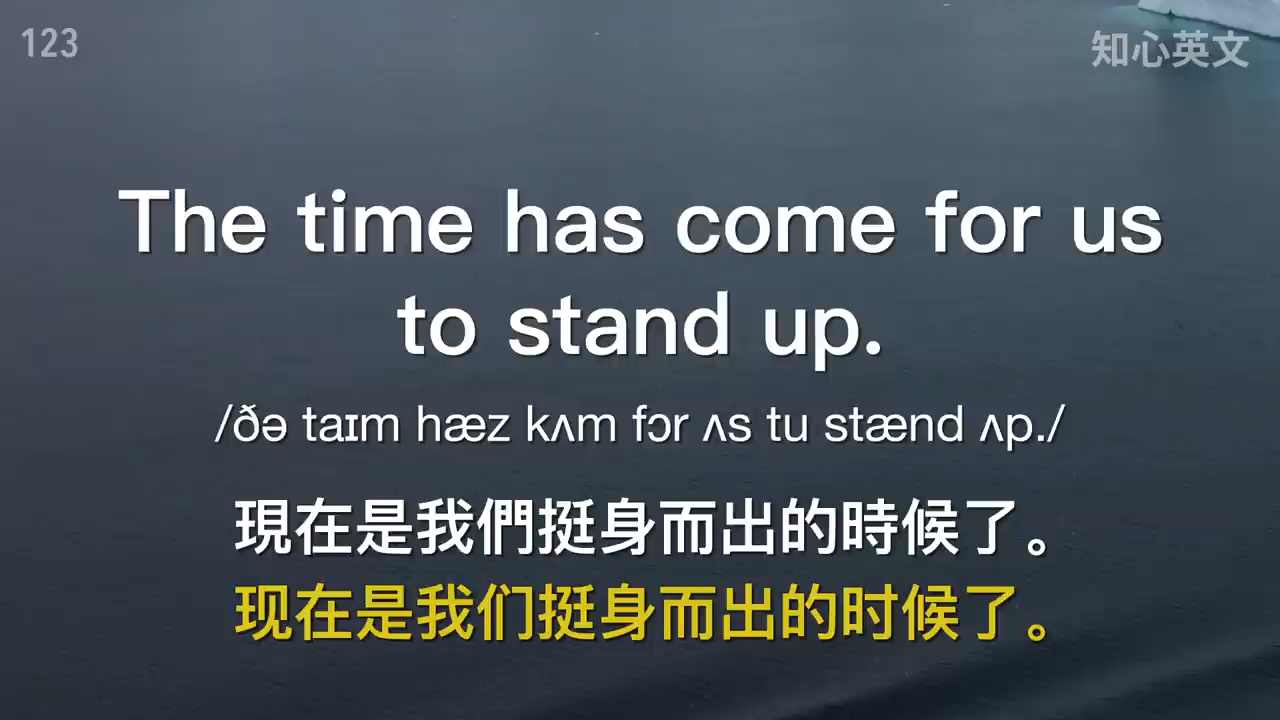 123
知心英文
The time has come for us
to stand up.
/ðə taɪm hæz kʌm fɔr ʌs tu stænd ʌp./
現在是我們挺身而出的時候了。
现在是我们挺身而出的时候了。